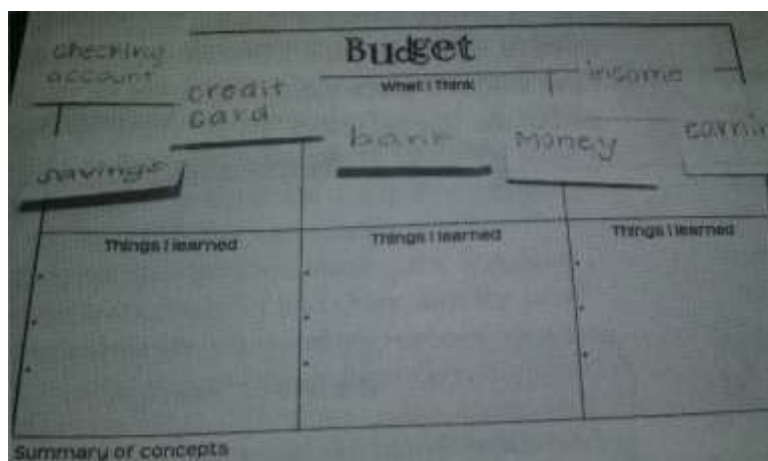 Budget
checking
account
credit
card
What I Think
income
savings
bank
Money
earnin
Things I learned
Things I learned
Things I learned
Summary of concepts